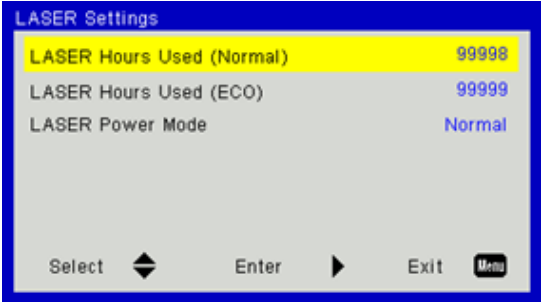 LASER Settings
LASER Hours Used (Normal) 99998
LASER Hours Used (ECO) 99999
LASER Power Mode Normal
Select Enter Exit Menu